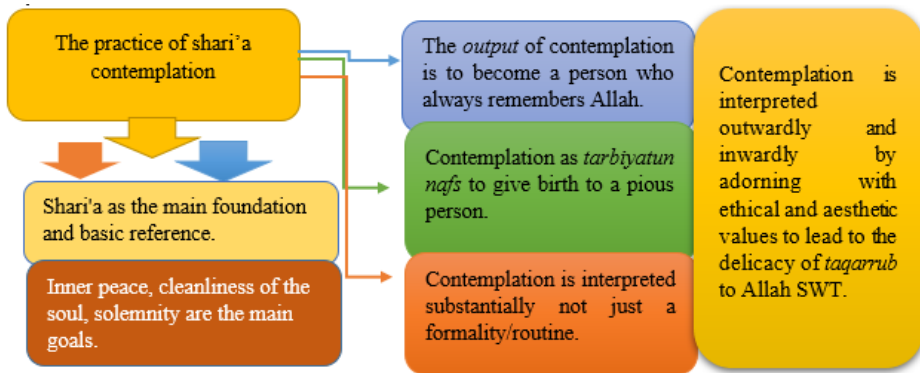 The practice of shari’a
contemplation
Shari'a as the main foundation
and basic reference.
Inner peace, cleanliness of the
soul, solemnity are the main
goals.
The output of contemplation
is to become a person who
always remembers Allah.
Contemplation as tarbiyatun
nafs to give birth to a pious
person.
Contemplation is interpreted
substantially not just a
formality/routine.
Contemplation is
interpreted
outwardly and
inwardly by
adorning with
ethical and aesthetic
values to lead to the
delicacy of taqarrub
to Allah SWT.